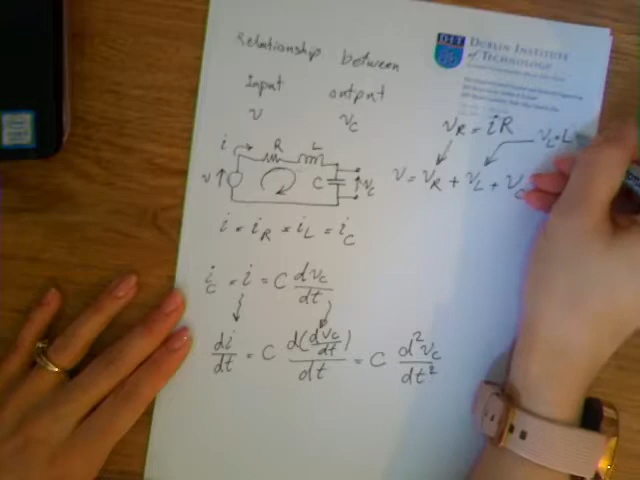 Relationship between
Input output
v v_C
DIT DUBLIN INSTITUTE
of TECHNOLOGY
i R L
v C v_C
v_R = iR
v_L = L
v = v_R + v_L + v_C
i = i_R = i_L = i_C
i_C = i = C dv_C/dt
di/dt = C d(dv_C/dt)/dt = C d²v_C/dt²